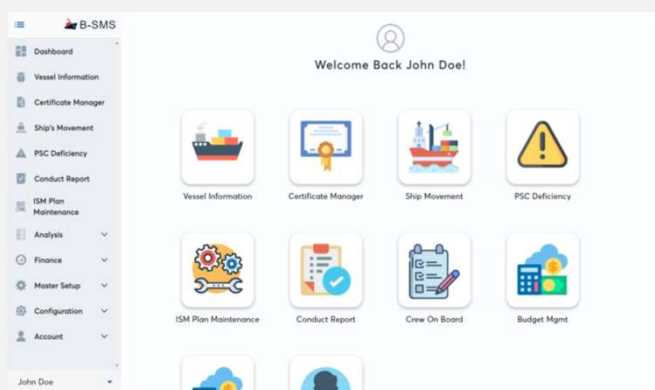 B-SMS
Dashboard
Vessel Information
Certificate Manager
Ship's Movement
PSC Deficiency
Conduct Report
ISM Plan
Maintenance
Analysis
Finance
Master Setup
Configuration
Account
John Doe
Welcome Back John Doe!
Vessel Information
Certificate Manager
Ship Movement
PSC Deficiency
ISM Plan Maintenance
Conduct Report
Crew On Board
Budget Mgmt